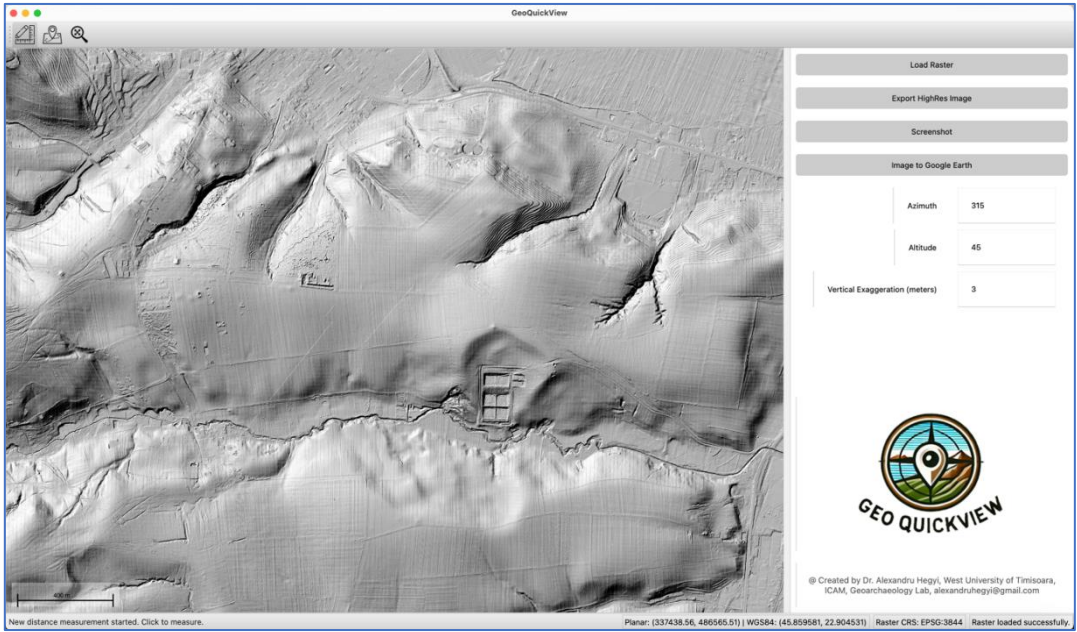 GeoQuickView
Load Raster
Export HighRes Image
Screenshot
Image to Google Earth
Azimuth 315
Altitude 45
Vertical Exaggeration (meters) 3
GEO QUICKVIEW
@ Created by Dr. Alexandru Hegyi, West University of Timisoara,
ICAM, Geoarchaeology Lab, alexandruhegyi@gmail.com
400 m
New distance measurement started. Click to measure. Planar: (337438.56, 486565.51) | WGS84: (45.859581, 22.904531) Raster CRS: EPSG:3844 Raster loaded successfully.